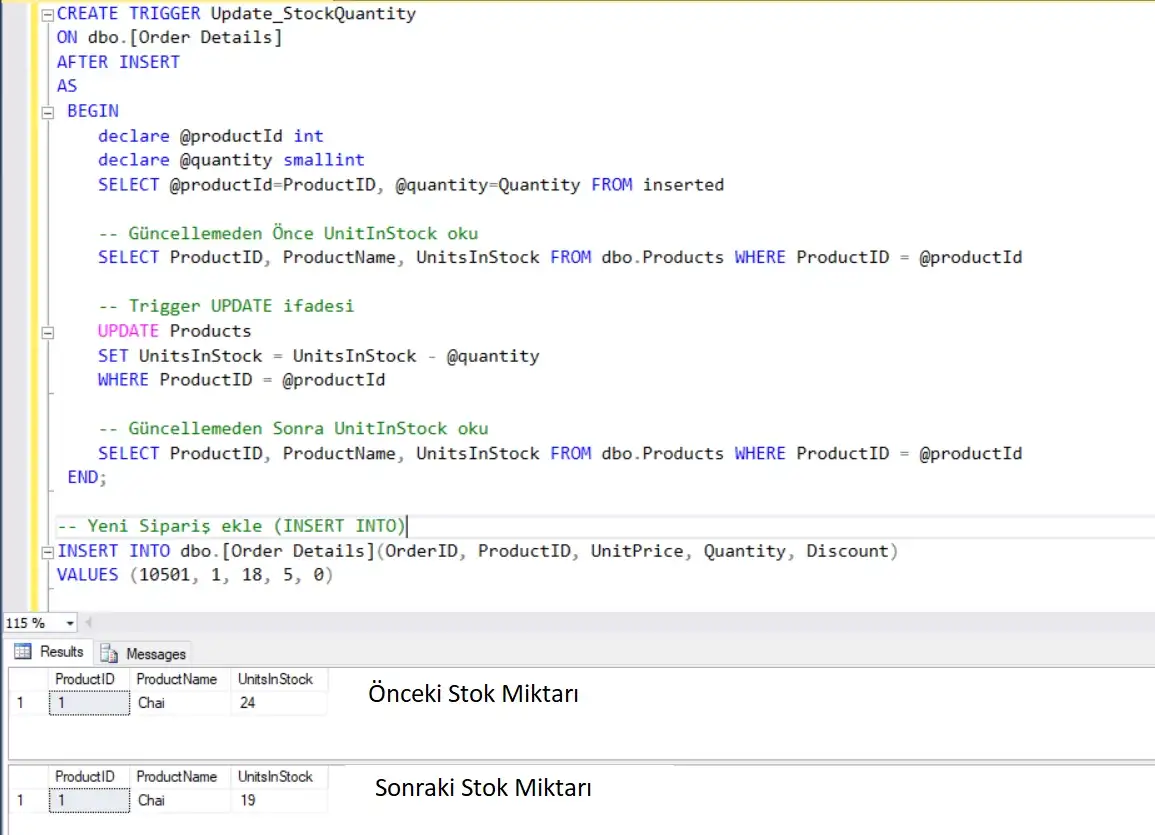 CREATE TRIGGER Update_StockQuantity
ON dbo.[Order Details]
AFTER INSERT
AS
BEGIN
declare @productId int
declare @quantity smallint
SELECT @productId=ProductID, @quantity=Quantity FROM inserted
-- Güncellemeden Önce UnitInStock oku
SELECT ProductID, ProductName, UnitsInStock FROM dbo.Products WHERE ProductID = @productId
-- Trigger UPDATE ifadesi
UPDATE Products
SET UnitsInStock = UnitsInStock - @quantity
WHERE ProductID = @productId
-- Güncellemeden Sonra UnitInStock oku
SELECT ProductID, ProductName, UnitsInStock FROM dbo.Products WHERE ProductID = @productId
END;
-- Yeni Sipariş ekle (INSERT INTO)
INSERT INTO dbo.[Order Details](OrderID, ProductID, UnitPrice, Quantity, Discount)
VALUES (10501, 1, 18, 5, 0)
115 %
Results Messages
ProductID ProductName UnitsInStock
1 1 Chai 24
Önceki Stok Miktarı
ProductID ProductName UnitsInStock
1 1 Chai 19
Sonraki Stok Miktarı